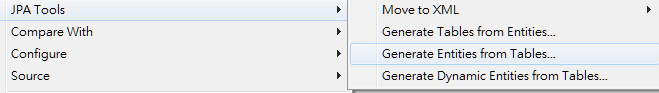 JPA Tools
Compare With
Configure
Source
Move to XML
Generate Tables from Entities...
Generate Entities from Tables...
Generate Dynamic Entities from Tables...